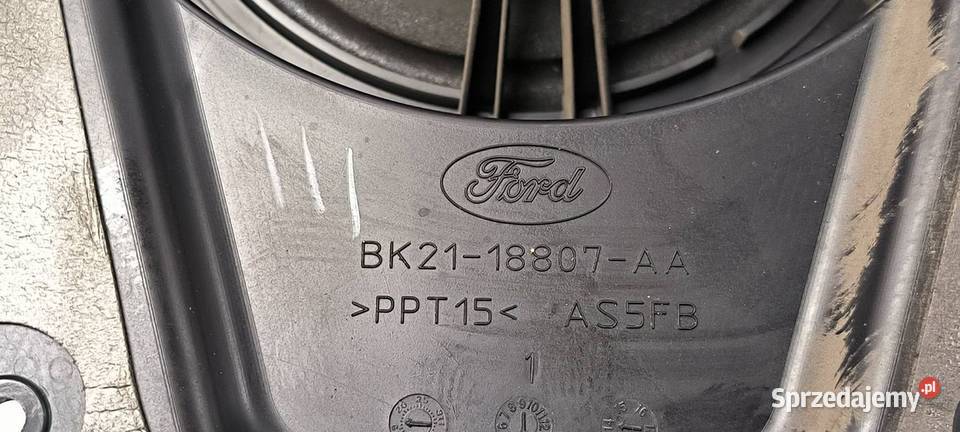 Ford
BK21-18807-AA
>PPT15< AS5FB
1
Sprzedajemy.pl